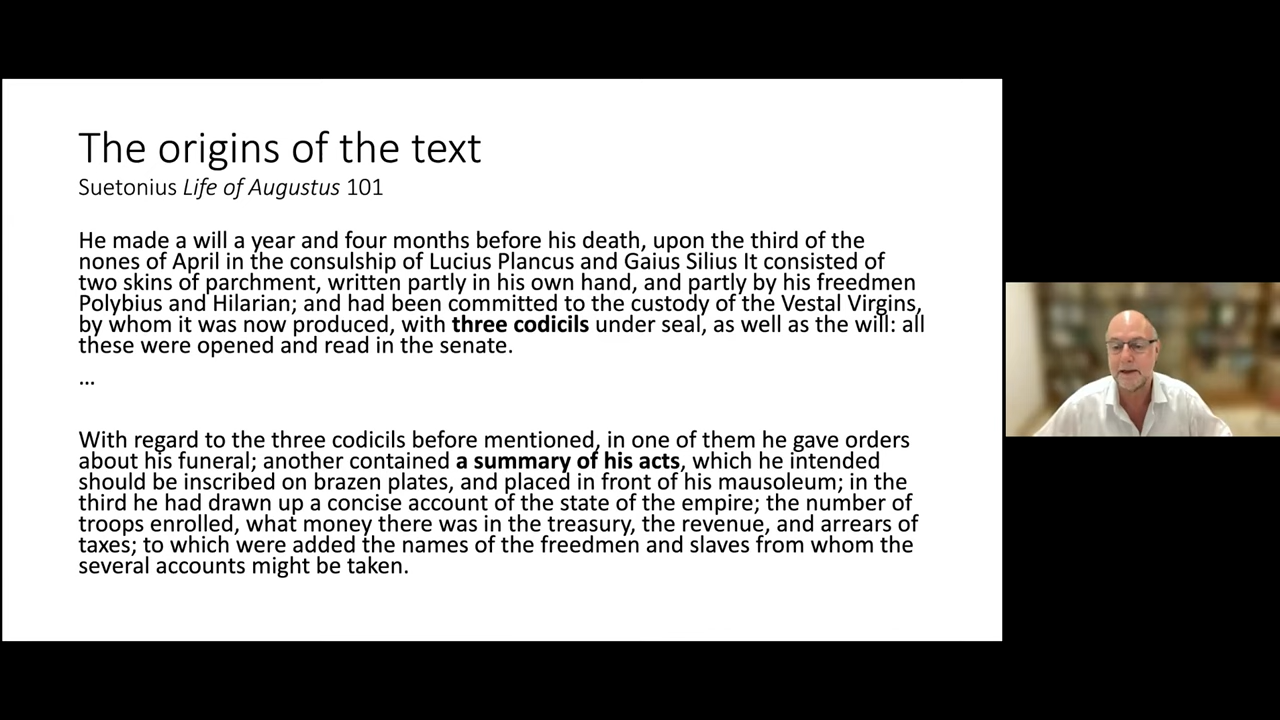 The origins of the text
Suetonius Life of Augustus 101
He made a will a year and four months before his death, upon the third of the
nones of April in the consulship of Lucius Plancus and Gaius Silius It consisted of
two skins of parchment, written partly in his own hand, and partly by his freedmen
Polybius and Hilarian; and had been committed to the custody of the Vestal Virgins,
by whom it was now produced, with three codicils under seal, as well as the will: all
these were opened and read in the senate.
...
With regard to the three codicils before mentioned, in one of them he gave orders
about his funeral; another contained a summary of his acts, which he intended
should be inscribed on brazen plates, and placed in front of his mausoleum; in the
third he had drawn up a concise account of the state of the empire; the number of
troops enrolled, what money there was in the treasury, the revenue, and arrears of
taxes; to which were added the names of the freedmen and slaves from whom the
several accounts might be taken.